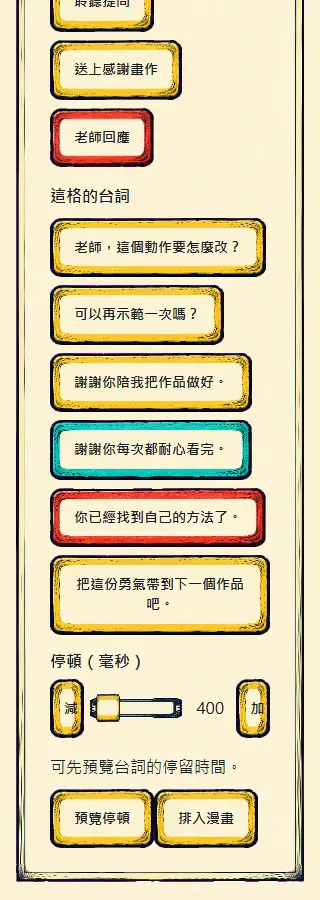 聆聽提問
送上感謝畫作
老師回應
這格的台詞
老師，這個動作要怎麼改？
可以再示範一次嗎？
謝謝你陪我把作品做好。
謝謝你每次都耐心看完。
你已經找到自己的方法了。
把這份勇氣帶到下一個作品
吧。
停頓（毫秒）
減 400 加
可先預覽台詞的停留時間。
預覽停頓 排入漫畫